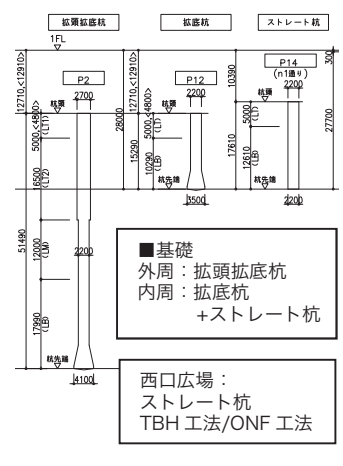 拡頭拡底杭 拡底杭 ストレート杭
1FL
P2 P12 P14
(n1通り)
2700 2200 2200
12710,<12910> 12710,<12910> 10390 300
杭頭 杭頭 杭頭
5000,<4800>
(LT1)
5000,<4800>
(LT)
5000
(LT)
28000 27700
15290 10290
(LB)
17610 12610
(LB)
16500
(LT2)
杭先端 杭先端
3500 2200
51490
12000
(LM)
2200
17990
(LB)
杭先端
4100
■基礎
外周：拡頭拡底杭
内周：拡底杭
+ストレート杭
西口広場：
ストレート杭
TBH 工法/ONF 工法